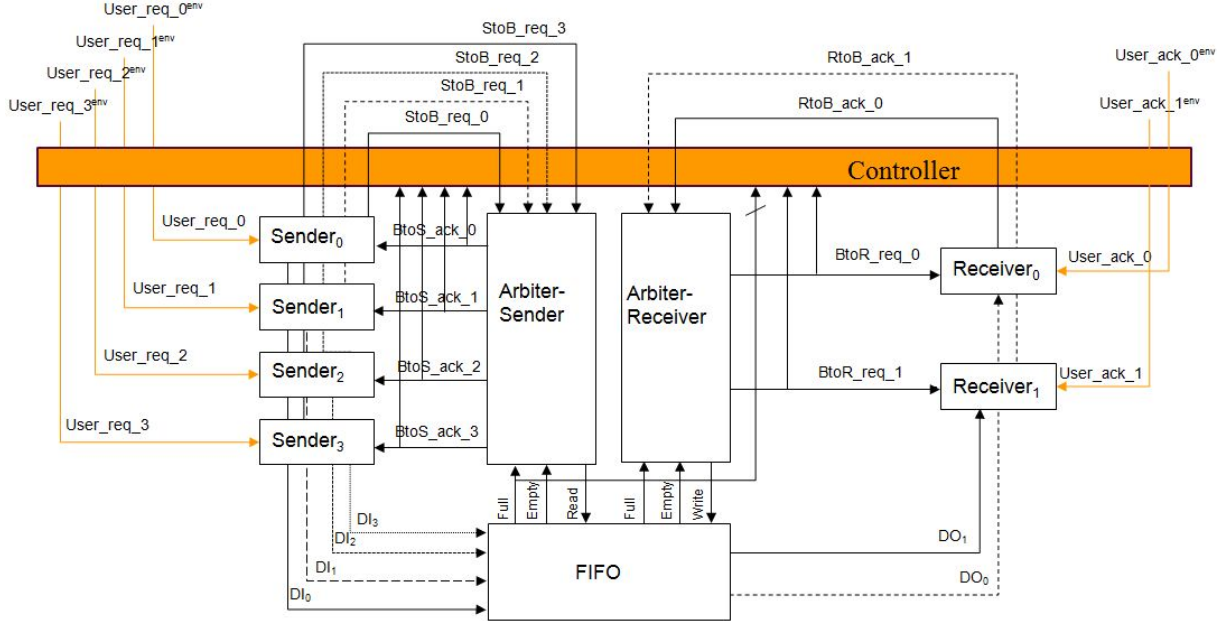 User_req_0env
User_req_1env
User_req_2env
User_req_3env
StoB_req_3
StoB_req_2
StoB_req_1
StoB_req_0
RtoB_ack_1
RtoB_ack_0
User_ack_0env
User_ack_1env
Controller
User_req_0
Sender0
BtoS_ack_0
User_req_1
Sender1
BtoS_ack_1
User_req_2
Sender2
BtoS_ack_2
User_req_3
Sender3
BtoS_ack_3
Arbiter-
Sender
Arbiter-
Receiver
BtoR_req_0
Receiver0
User_ack_0
BtoR_req_1
Receiver1
User_ack_1
Full
Empty
Read
Full
Empty
Write
DI3
DI2
DI1
DI0
FIFO
DO1
DO0